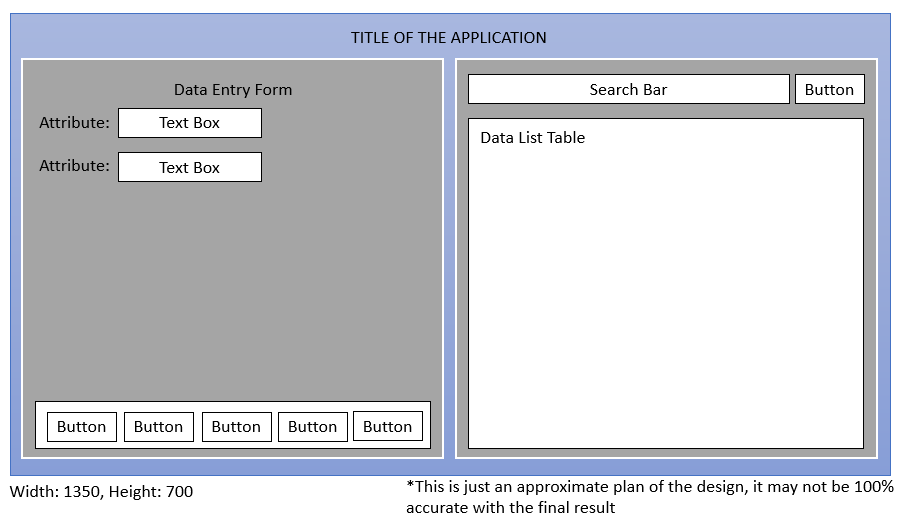 TITLE OF THE APPLICATION
Data Entry Form
Attribute: Text Box
Attribute: Text Box
Button Button Button Button Button
Search Bar Button
Data List Table
Width: 1350, Height: 700
*This is just an approximate plan of the design, it may not be 100%
accurate with the final result